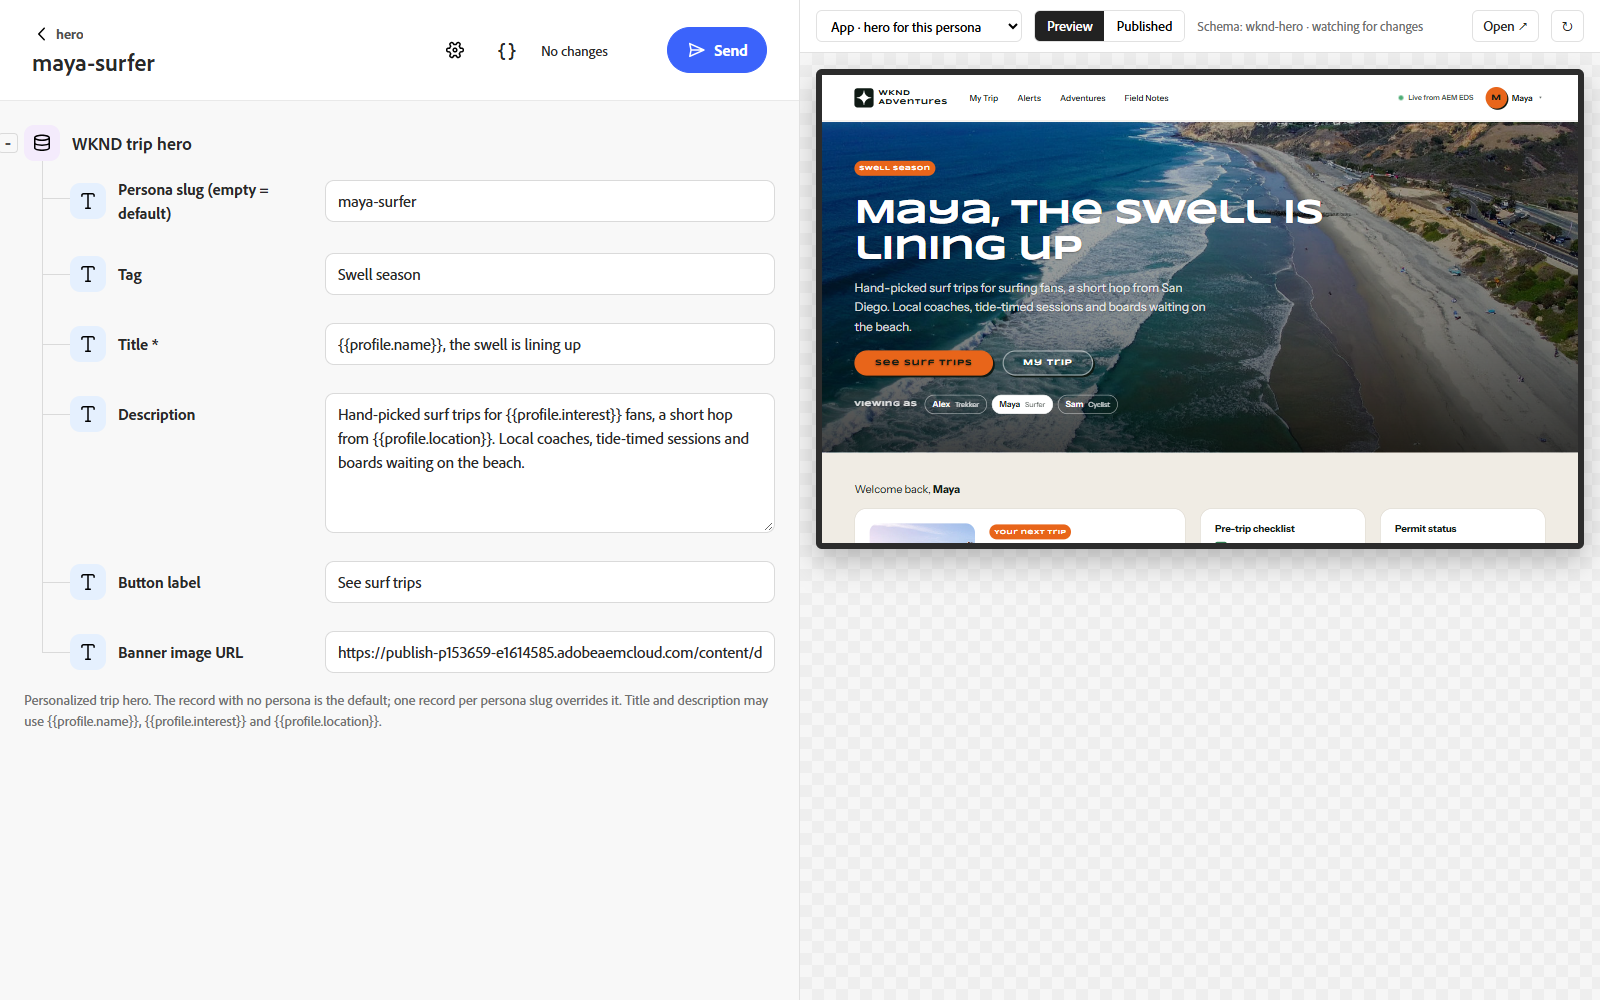 hero
maya-surfer
No changes
Send
WKND trip hero
Persona slug (empty =
default)
maya-surfer
Tag
Swell season
Title *
{{profile.name}}, the swell is lining up
Description
Hand-picked surf trips for {{profile.interest}} fans, a short hop
from {{profile.location}}. Local coaches, tide-timed sessions and
boards waiting on the beach.
Button label
See surf trips
Banner image URL
https://publish-p153659-e1614585.adobeaemcloud.com/content/d
Personalized trip hero. The record with no persona is the default; one record per persona slug overrides it. Title and description may
use {{profile.name}}, {{profile.interest}} and {{profile.location}}.
App · hero for this persona
Preview
Published
Schema: wknd-hero · watching for changes
Open ↗
WKND
ADVENTURES
My Trip
Alerts
Adventures
Field Notes
Live from AEM EDS
M
Maya
swell season
Maya, the swell is
lining up
Hand-picked surf trips for surfing fans, a short hop from San
Diego. Local coaches, tide-timed sessions and boards waiting on
the beach.
see surf trips
My Trip
viewing as
Alex Trekker
Maya Surfer
Sam Cyclist
Welcome back, Maya
your next trip
Pre-trip checklist
Permit status